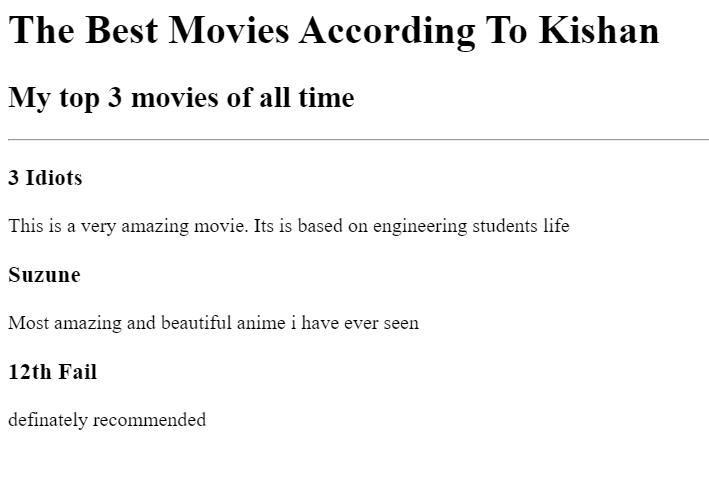 The Best Movies According To Kishan
My top 3 movies of all time
3 Idiots
This is a very amazing movie. Its is based on engineering students life
Suzune
Most amazing and beautiful anime i have ever seen
12th Fail
definately recommended